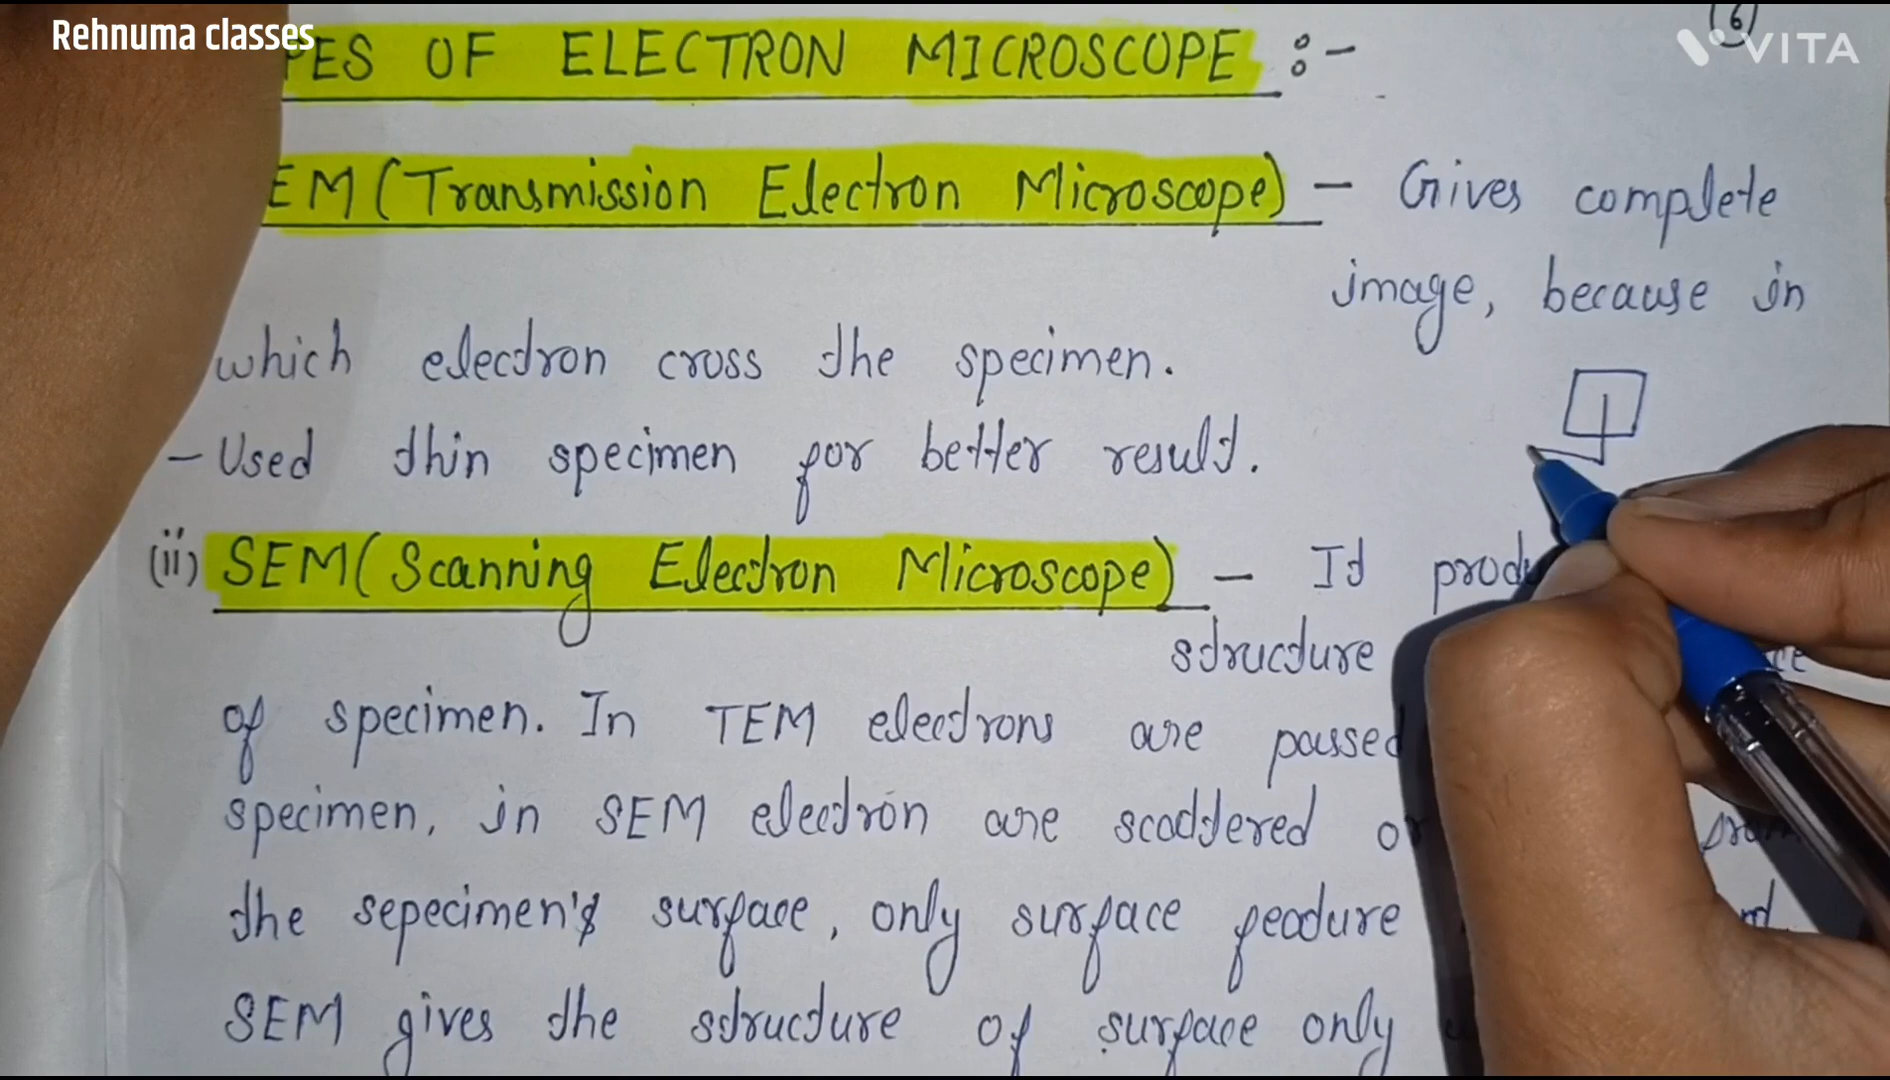 Rehnuma classes
(6)
VITA
PES OF ELECTRON MICROSCOPE :-
EM (Transmission Electron Microscope) - Gives complete
image, because in
which electron cross the specimen.
- Used thin specimen for better result.
(ii) SEM (Scanning Electron Microscope) - It
structure
of specimen. In TEM electrons are passed
specimen, in SEM electron are scattered
the sepecimen's surface, only surface feature
SEM gives the structure of surface only